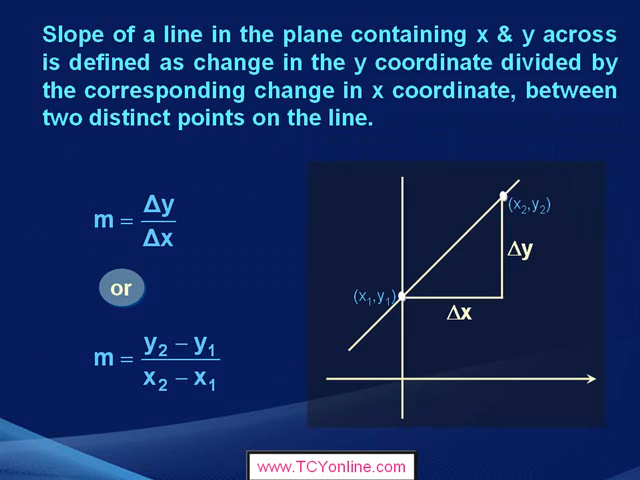 Slope of a line in the plane containing x & y across
is defined as change in the y coordinate divided by
the corresponding change in x coordinate, between
two distinct points on the line.
m = Δy / Δx
or
m = y₂ − y₁ / x₂ − x₁
(x₂,y₂)
Δy
(x₁,y₁)
Δx
www.TCYonline.com